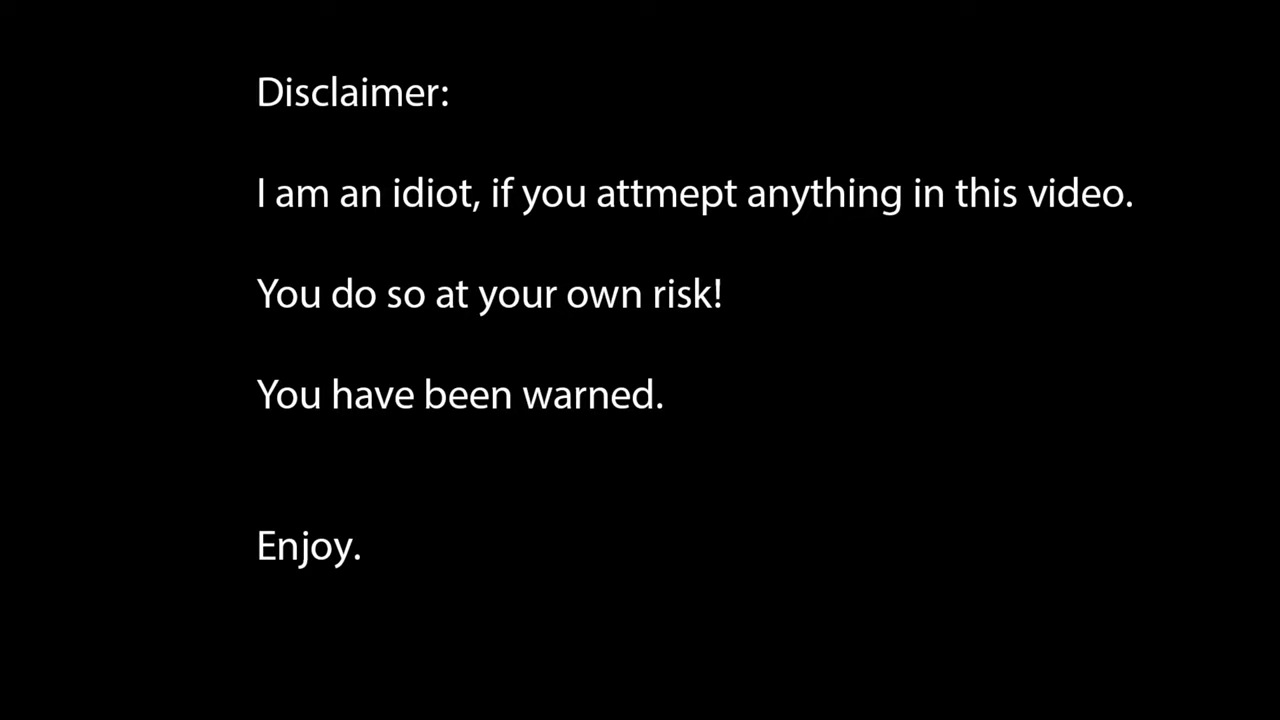 Disclaimer:
I am an idiot, if you attmept anything in this video.
You do so at your own risk!
You have been warned.
Enjoy.